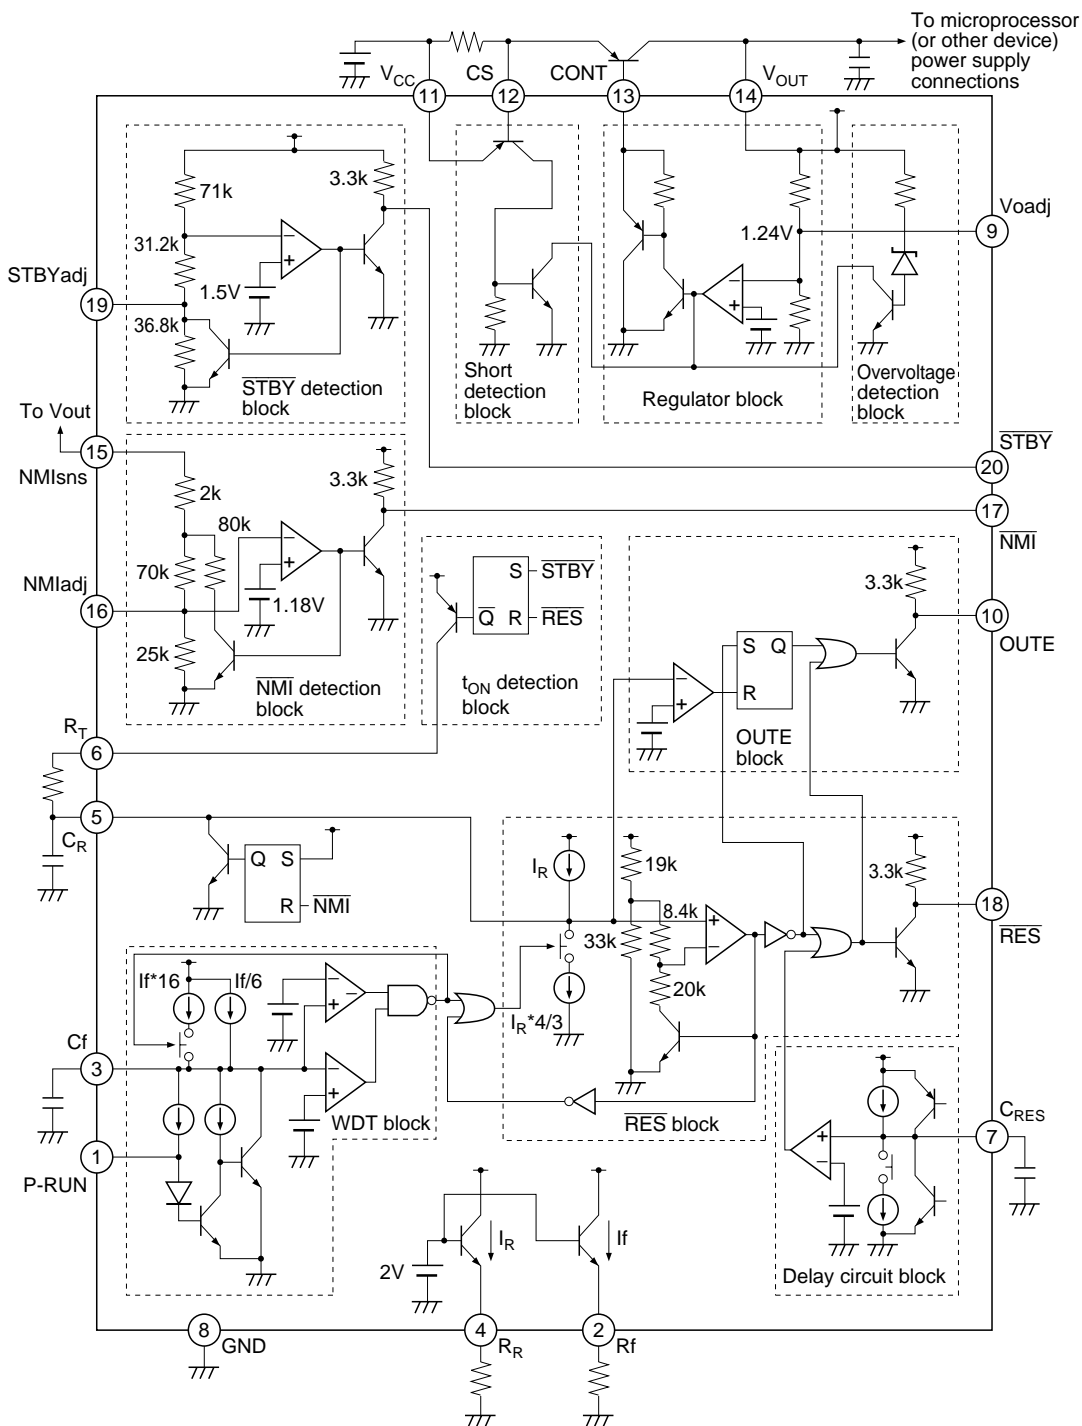 To microprocessor
(or other device)
power supply
connections
VCC
CS
CONT
VOUT
11
12
13
14
71k
3.3k
31.2k
1.5V
36.8k
STBY detection
block
Short
detection
block
1.24V
Regulator block
Overvoltage
detection
block
Voadj
9
STBYadj
19
To Vout
15
NMIsns
2k
80k
3.3k
70k
1.18V
25k
NMI detection
block
NMIadj
16
STBY
20
17
NMI
S
STBY
Q
R
RES
tON detection
block
3.3k
S
Q
R
OUTE
block
10
OUTE
RT
6
5
CR
Q
S
R
NMI
IR
19k
8.4k
33k
20k
IR*4/3
3.3k
18
RES
RES block
If*16
If/6
Cf
3
WDT block
1
P-RUN
CRES
7
Delay circuit block
2V
IR
If
8
GND
4
RR
2
Rf